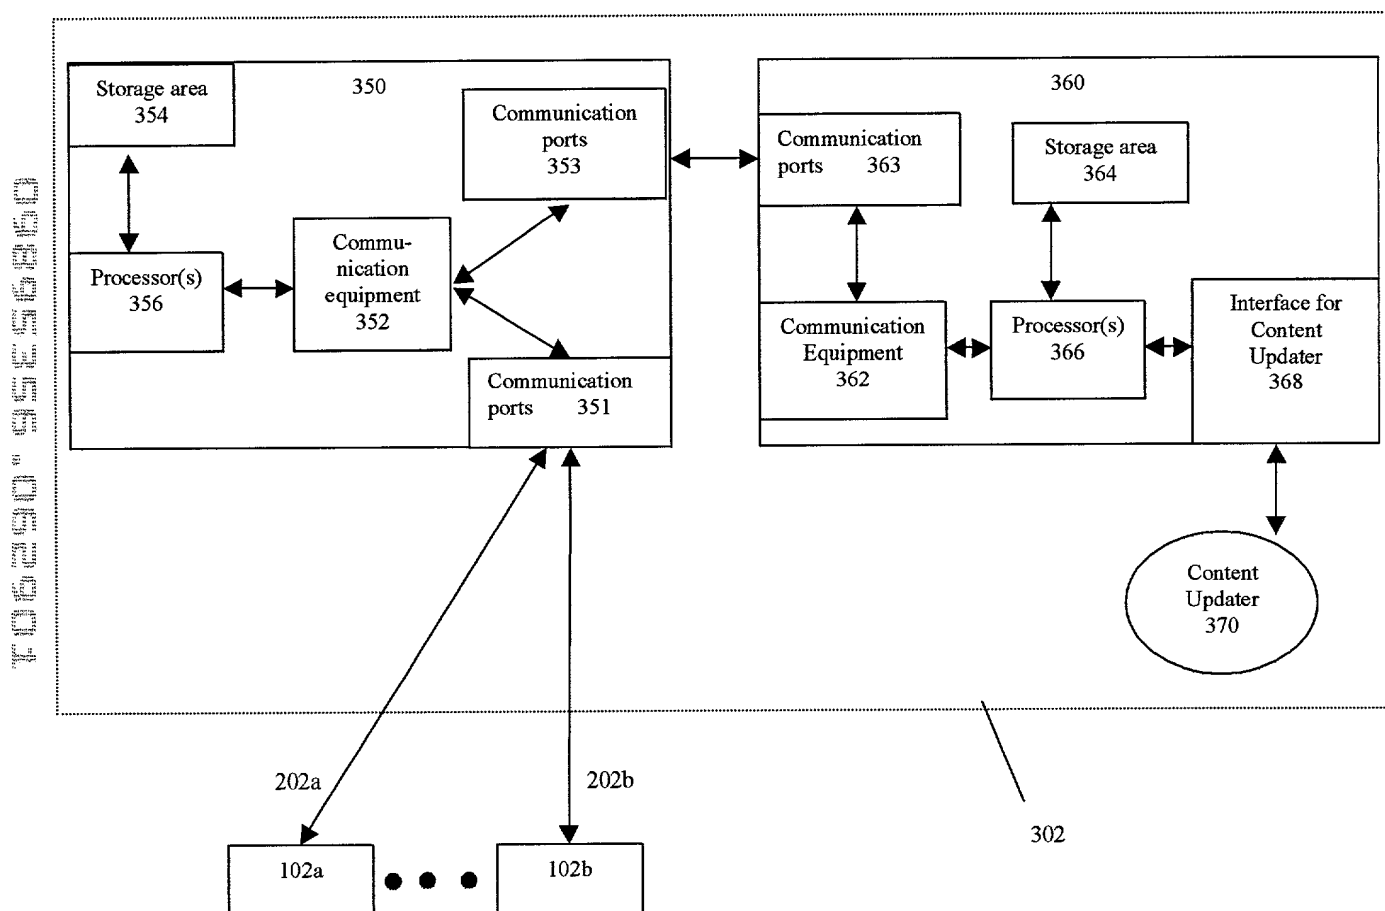 350
Storage area
354
Communication
ports
353
Processor(s)
356
Commu-
nication
equipment
352
Communication
ports 351
360
Communication
ports 363
Storage area
364
Communication
Equipment
362
Processor(s)
366
Interface for
Content
Updater
368
Content
Updater
370
202a
202b
302
102a
102b
09895356 .062901